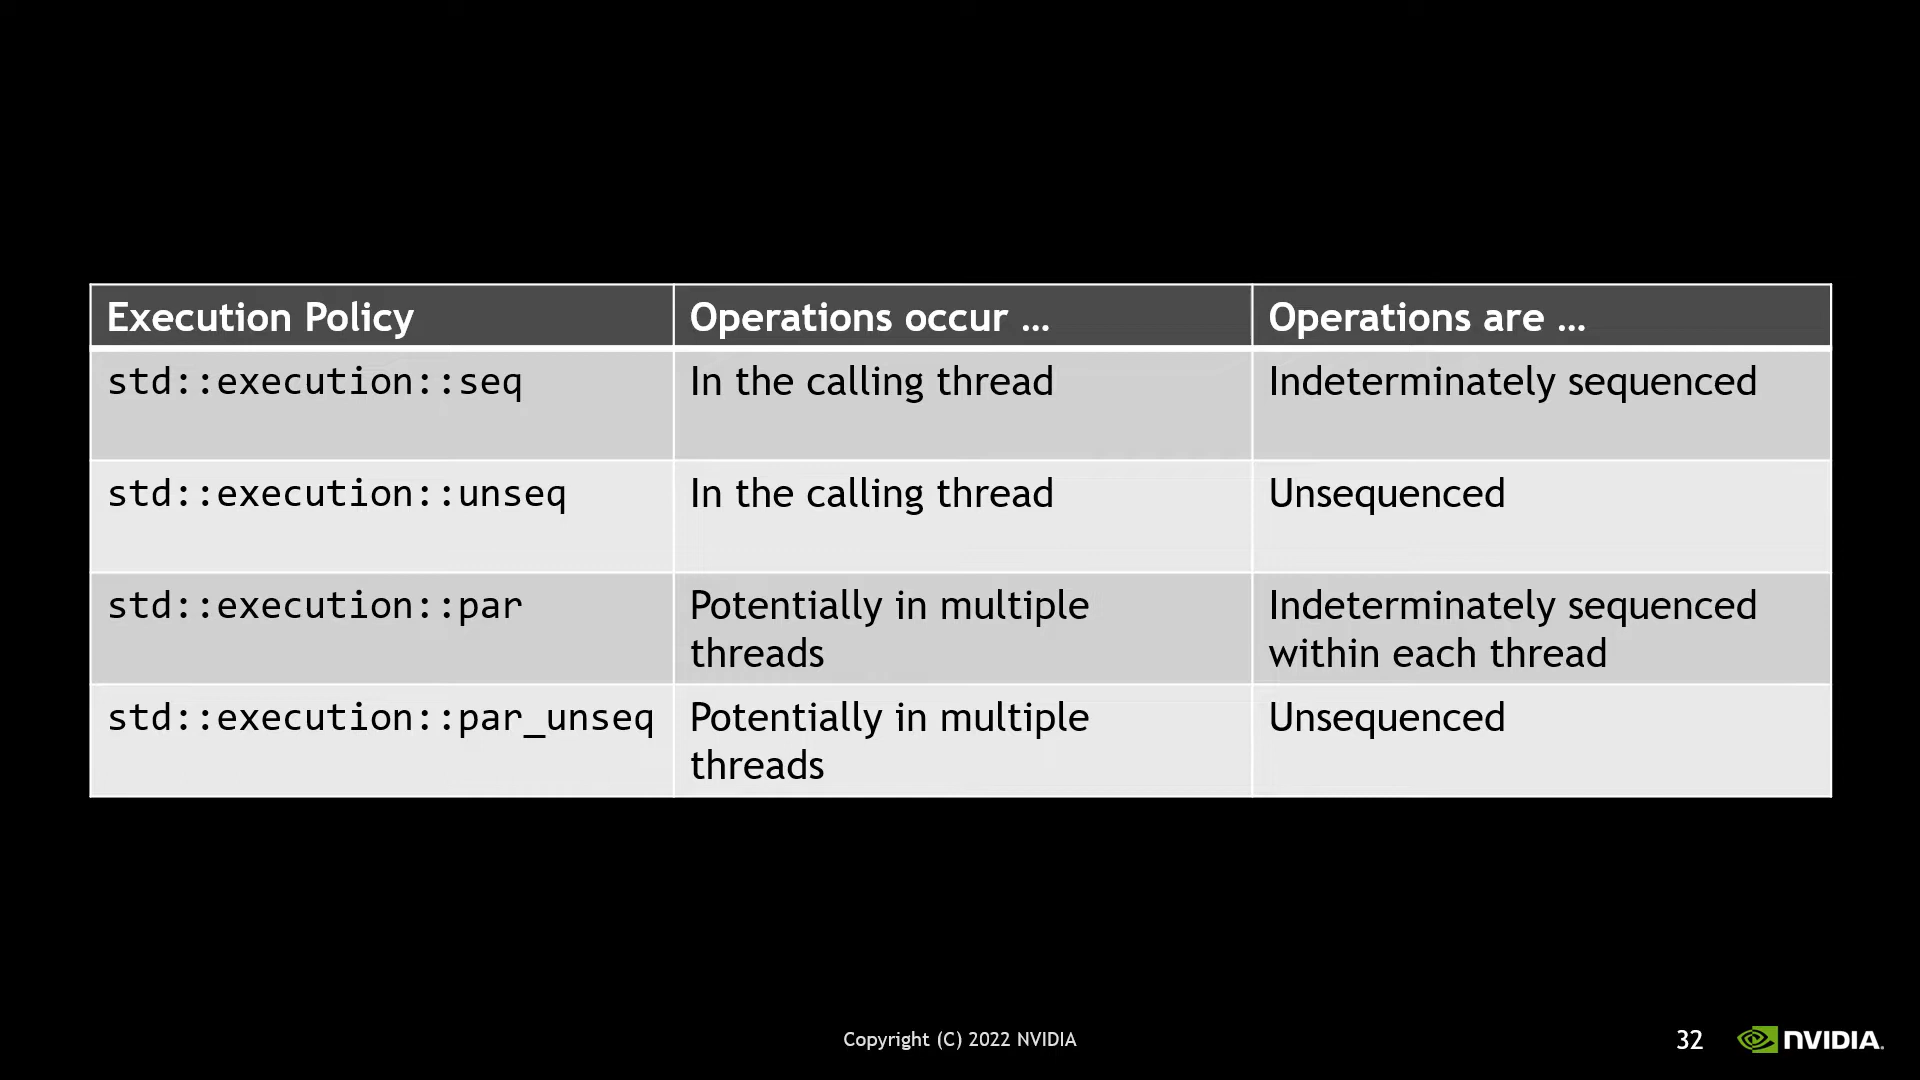 Execution Policy Operations occur … Operations are …
std::execution::seq In the calling thread Indeterminately sequenced
std::execution::unseq In the calling thread Unsequenced
std::execution::par Potentially in multiple threads Indeterminately sequenced within each thread
std::execution::par_unseq Potentially in multiple threads Unsequenced
Copyright (C) 2022 NVIDIA
32
NVIDIA.